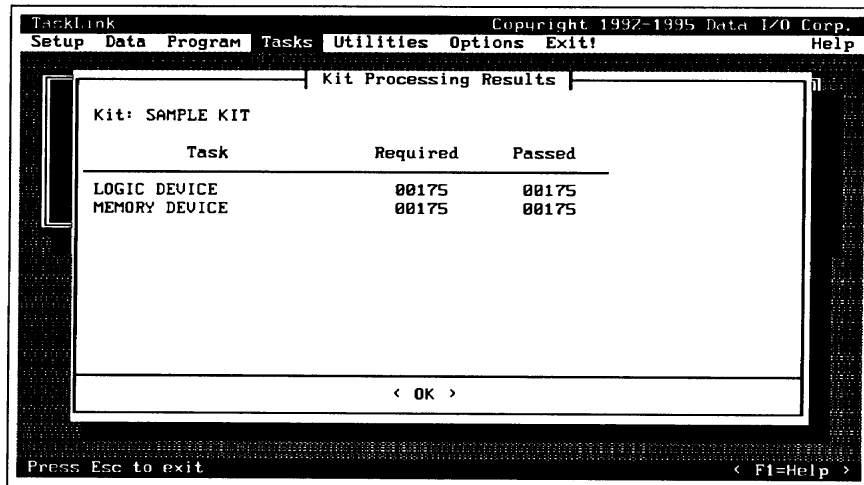 TaskLink Copyright 1992-1995 Data I/O Corp.
Setup Data Program Tasks Utilities Options Exit! Help
Kit Processing Results
Kit: SAMPLE KIT
Task Required Passed
LOGIC DEVICE 00175 00175
MEMORY DEVICE 00175 00175
< OK >
Press Esc to exit < F1=Help >